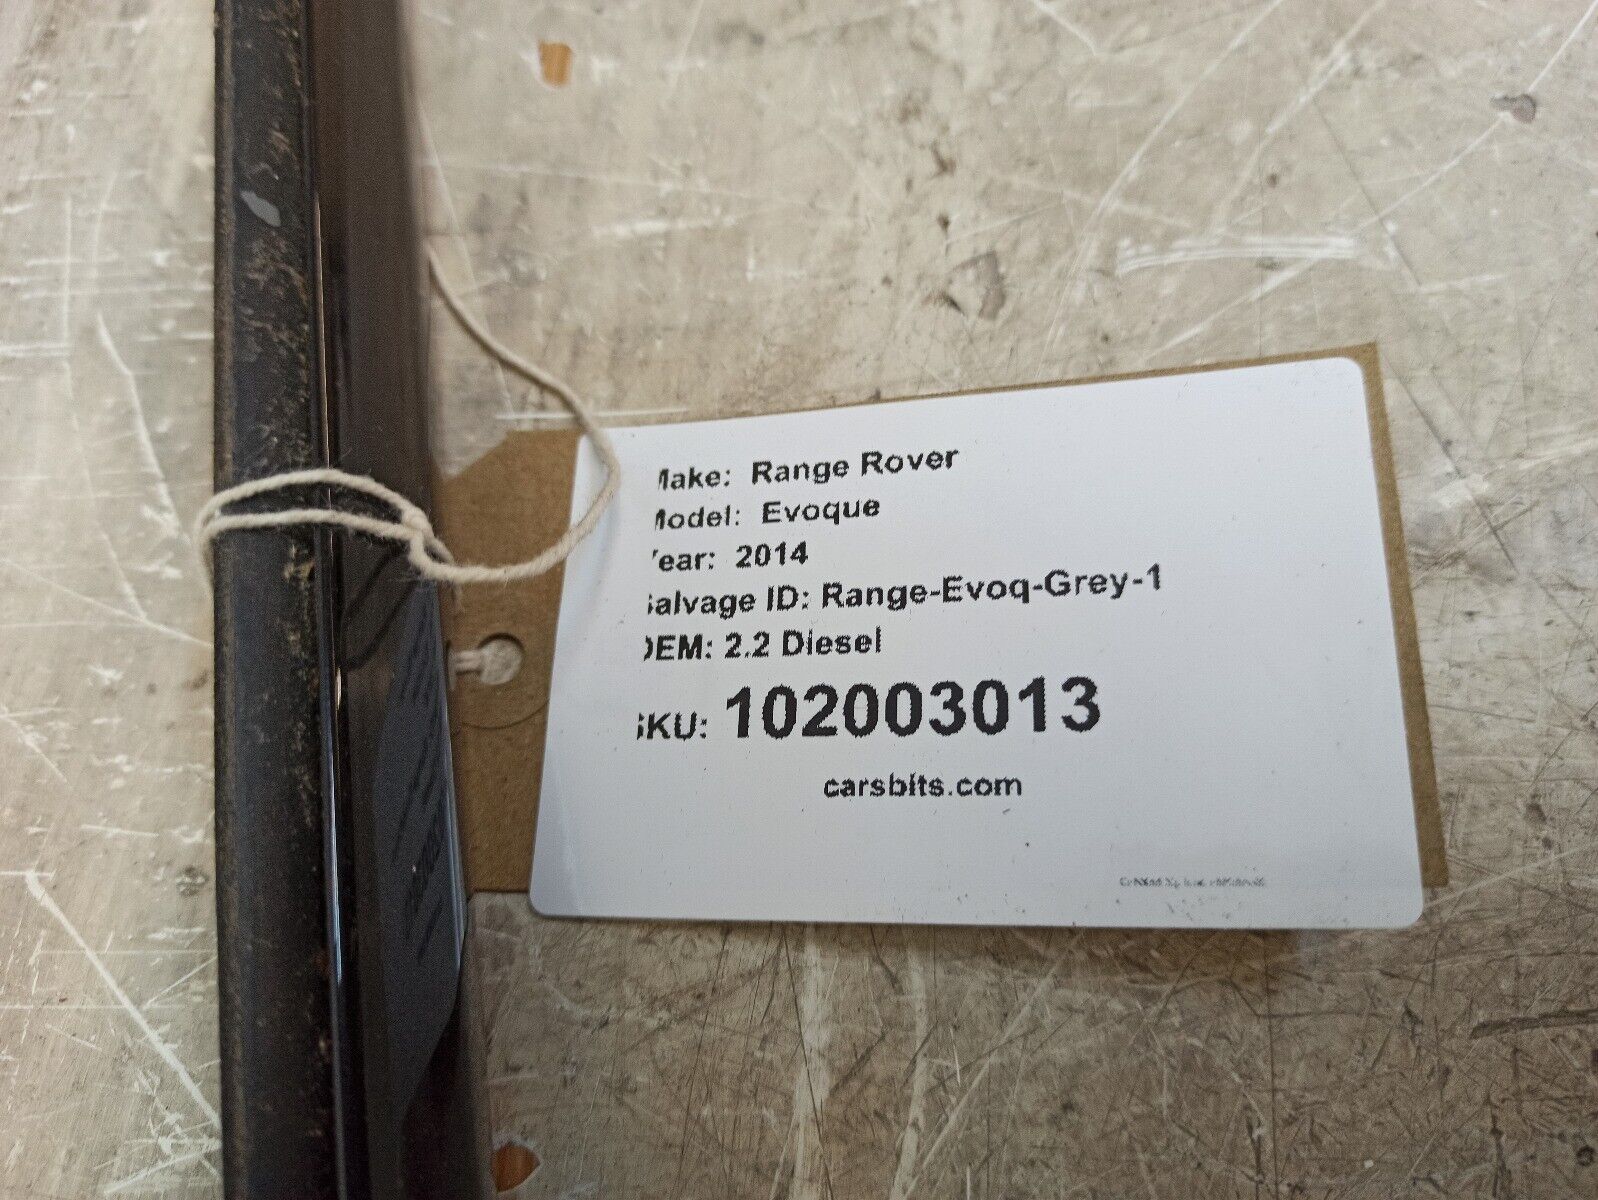 Make: Range Rover
Model: Evoque
Year: 2014
Salvage ID: Range-Evoq-Grey-1
OEM: 2.2 Diesel
SKU: 102003013
carsbits.com